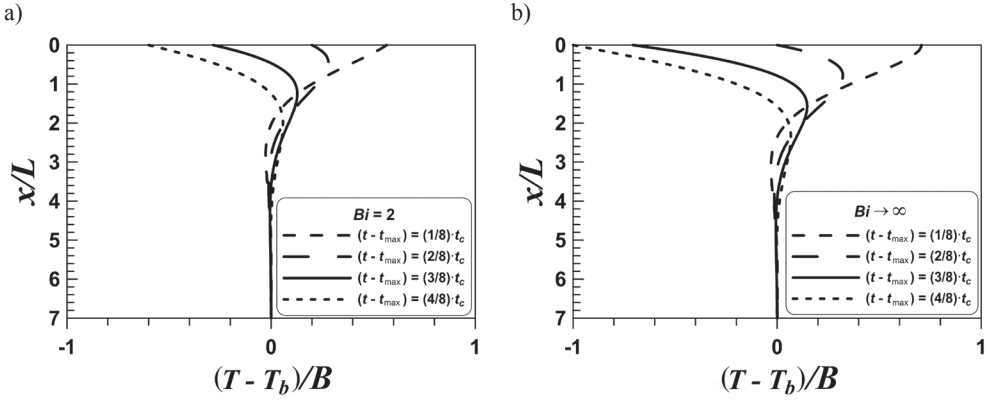 a)
0
1
2
3
4
5
6
7
x/L
-1
0
1
(T - T_b)/B
Bi = 2
(t - t_max) = (1/8)·t_c
(t - t_max) = (2/8)·t_c
(t - t_max) = (3/8)·t_c
(t - t_max) = (4/8)·t_c
b)
0
1
2
3
4
5
6
7
x/L
-1
0
1
(T - T_b)/B
Bi → ∞
(t - t_max) = (1/8)·t_c
(t - t_max) = (2/8)·t_c
(t - t_max) = (3/8)·t_c
(t - t_max) = (4/8)·t_c